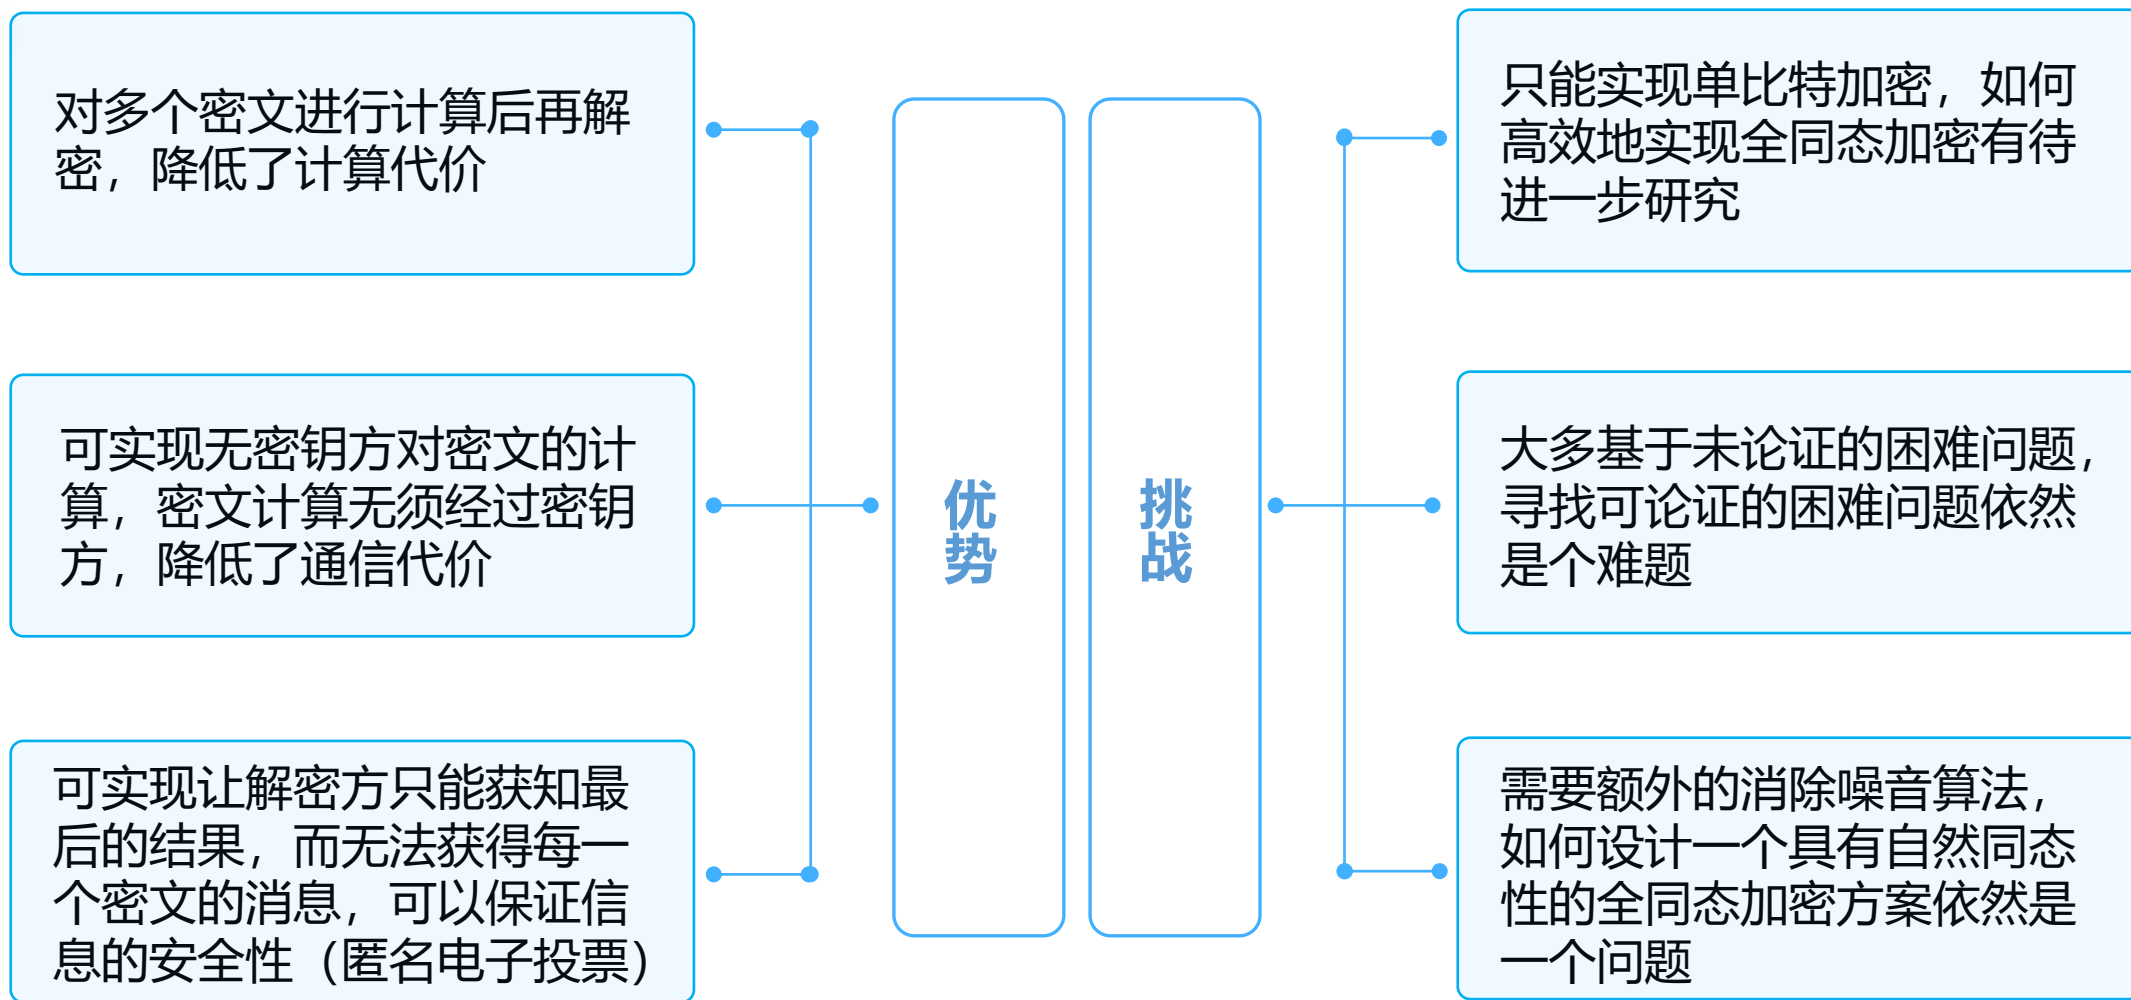 对多个密文进行计算后再解
密，降低了计算代价
可实现无密钥方对密文的计
算，密文计算无须经过密钥
方，降低了通信代价
可实现让解密方只能获知最
后的结果，而无法获得每一
个密文的消息，可以保证信
息的安全性（匿名电子投票）
优
势
挑
战
只能实现单比特加密，如何
高效地实现全同态加密有待
进一步研究
大多基于未论证的困难问题，
寻找可论证的困难问题依然
是个难题
需要额外的消除噪音算法，
如何设计一个具有自然同态
性的全同态加密方案依然是
一个问题